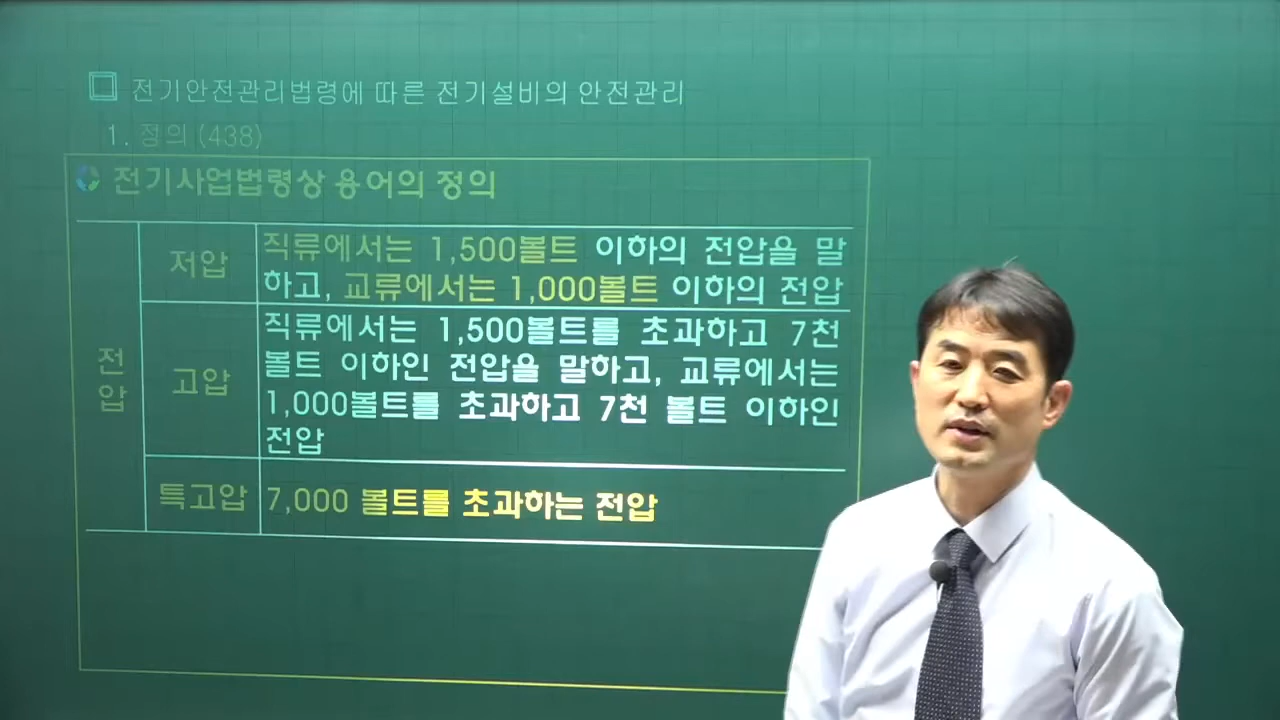 전기안전관리법령에 따른 전기설비의 안전관리
1. 정의 (438)
전기사업법령상 용어의 정의
전압
저압
직류에서는 1,500볼트 이하의 전압을 말
하고, 교류에서는 1,000볼트 이하의 전압
고압
직류에서는 1,500볼트를 초과하고 7천
볼트 이하인 전압을 말하고, 교류에서는
1,000볼트를 초과하고 7천 볼트 이하인
전압
특고압
7,000 볼트를 초과하는 전압